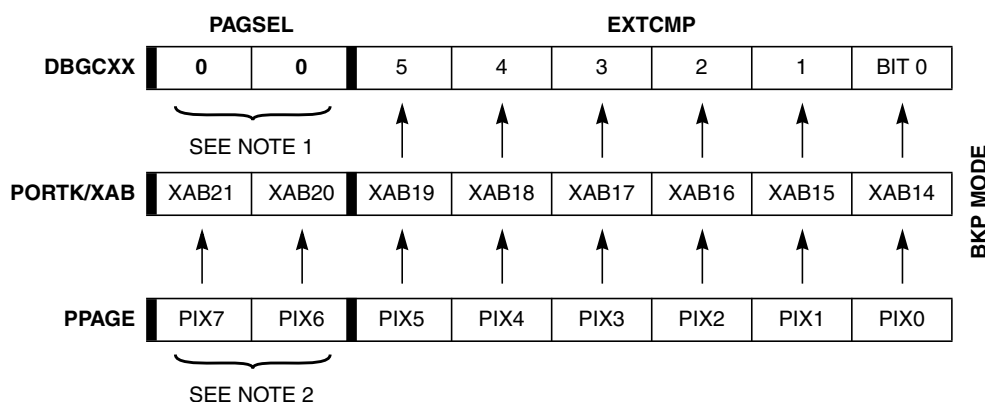 PAGSEL EXTCMP
DBGCXX 0 0 5 4 3 2 1 BIT 0
SEE NOTE 1
PORTK/XAB XAB21 XAB20 XAB19 XAB18 XAB17 XAB16 XAB15 XAB14
BKP MODE
PPAGE PIX7 PIX6 PIX5 PIX4 PIX3 PIX2 PIX1 PIX0
SEE NOTE 2